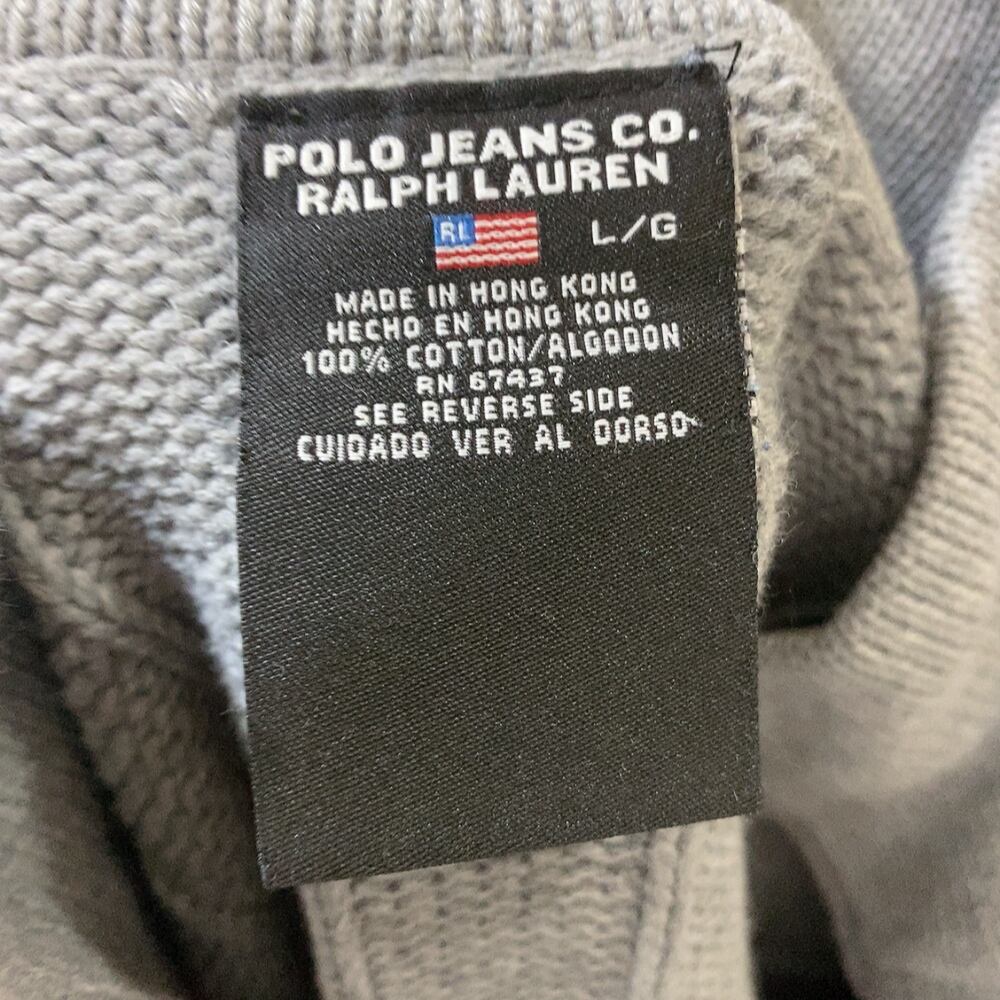 POLO JEANS CO.
RALPH LAUREN
RL L/G
MADE IN HONG KONG
HECHO EN HONG KONG
100% COTTON/ALGODON
RN 67437
SEE REVERSE SIDE
CUIDADO VER AL DORSO